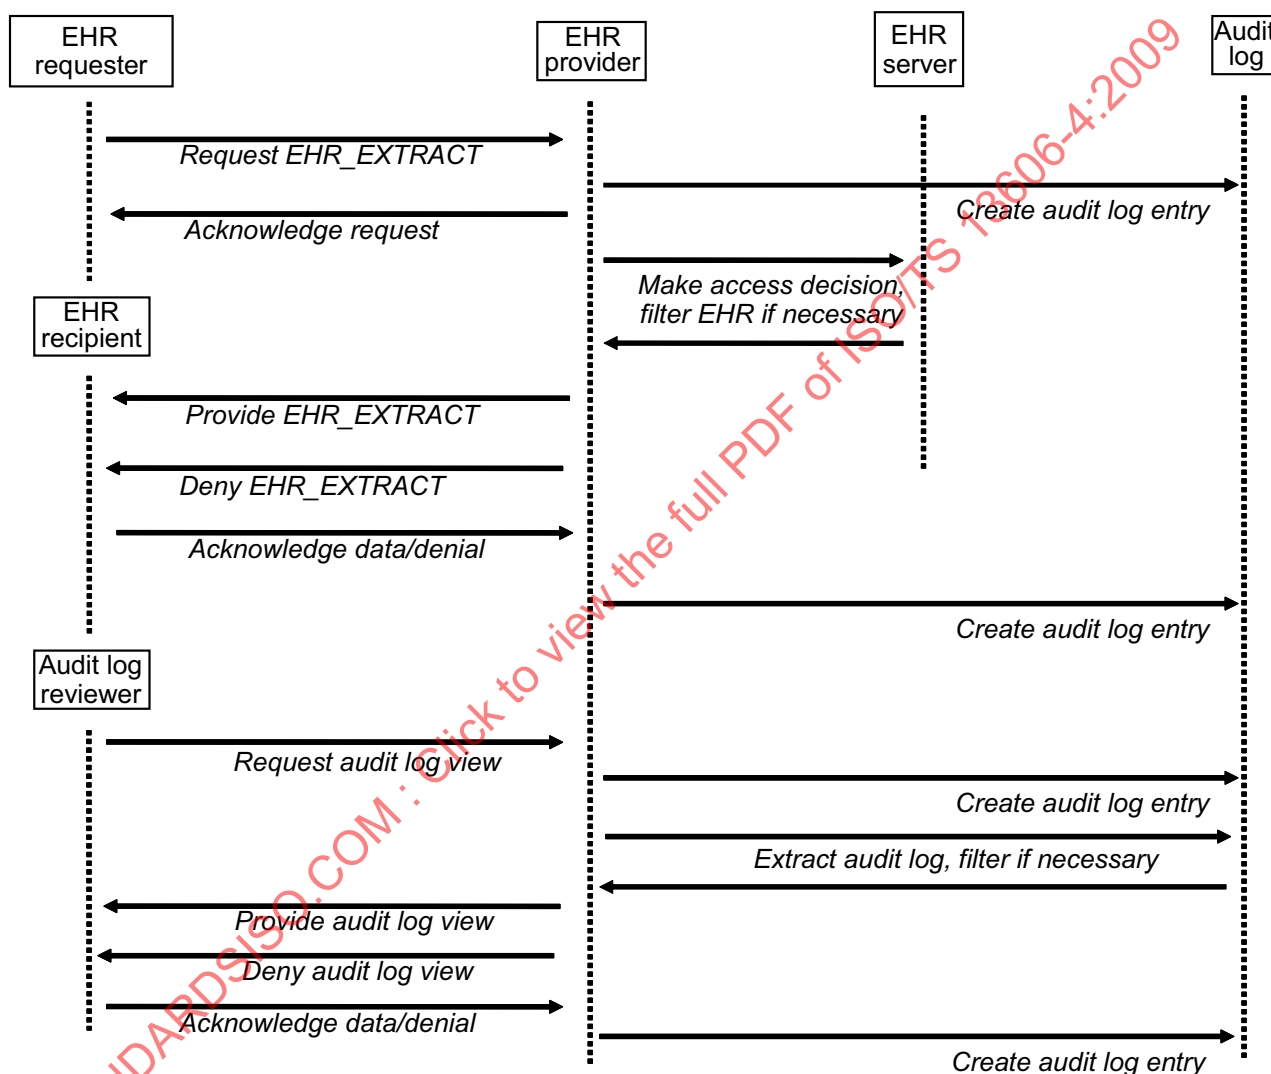 EHR
requester
EHR
provider
EHR
server
Audit
log
Request EHR_EXTRACT
Create audit log entry
Acknowledge request
Make access decision,
filter EHR if necessary
EHR
recipient
Provide EHR_EXTRACT
Deny EHR_EXTRACT
Acknowledge data/denial
Create audit log entry
Audit log
reviewer
Request audit log view
Create audit log entry
Extract audit log, filter if necessary
Provide audit log view
Deny audit log view
Acknowledge data/denial
Create audit log entry
NDARDSISO.COM : Click to view the full PDF of ISO/TS 13606-4:2009